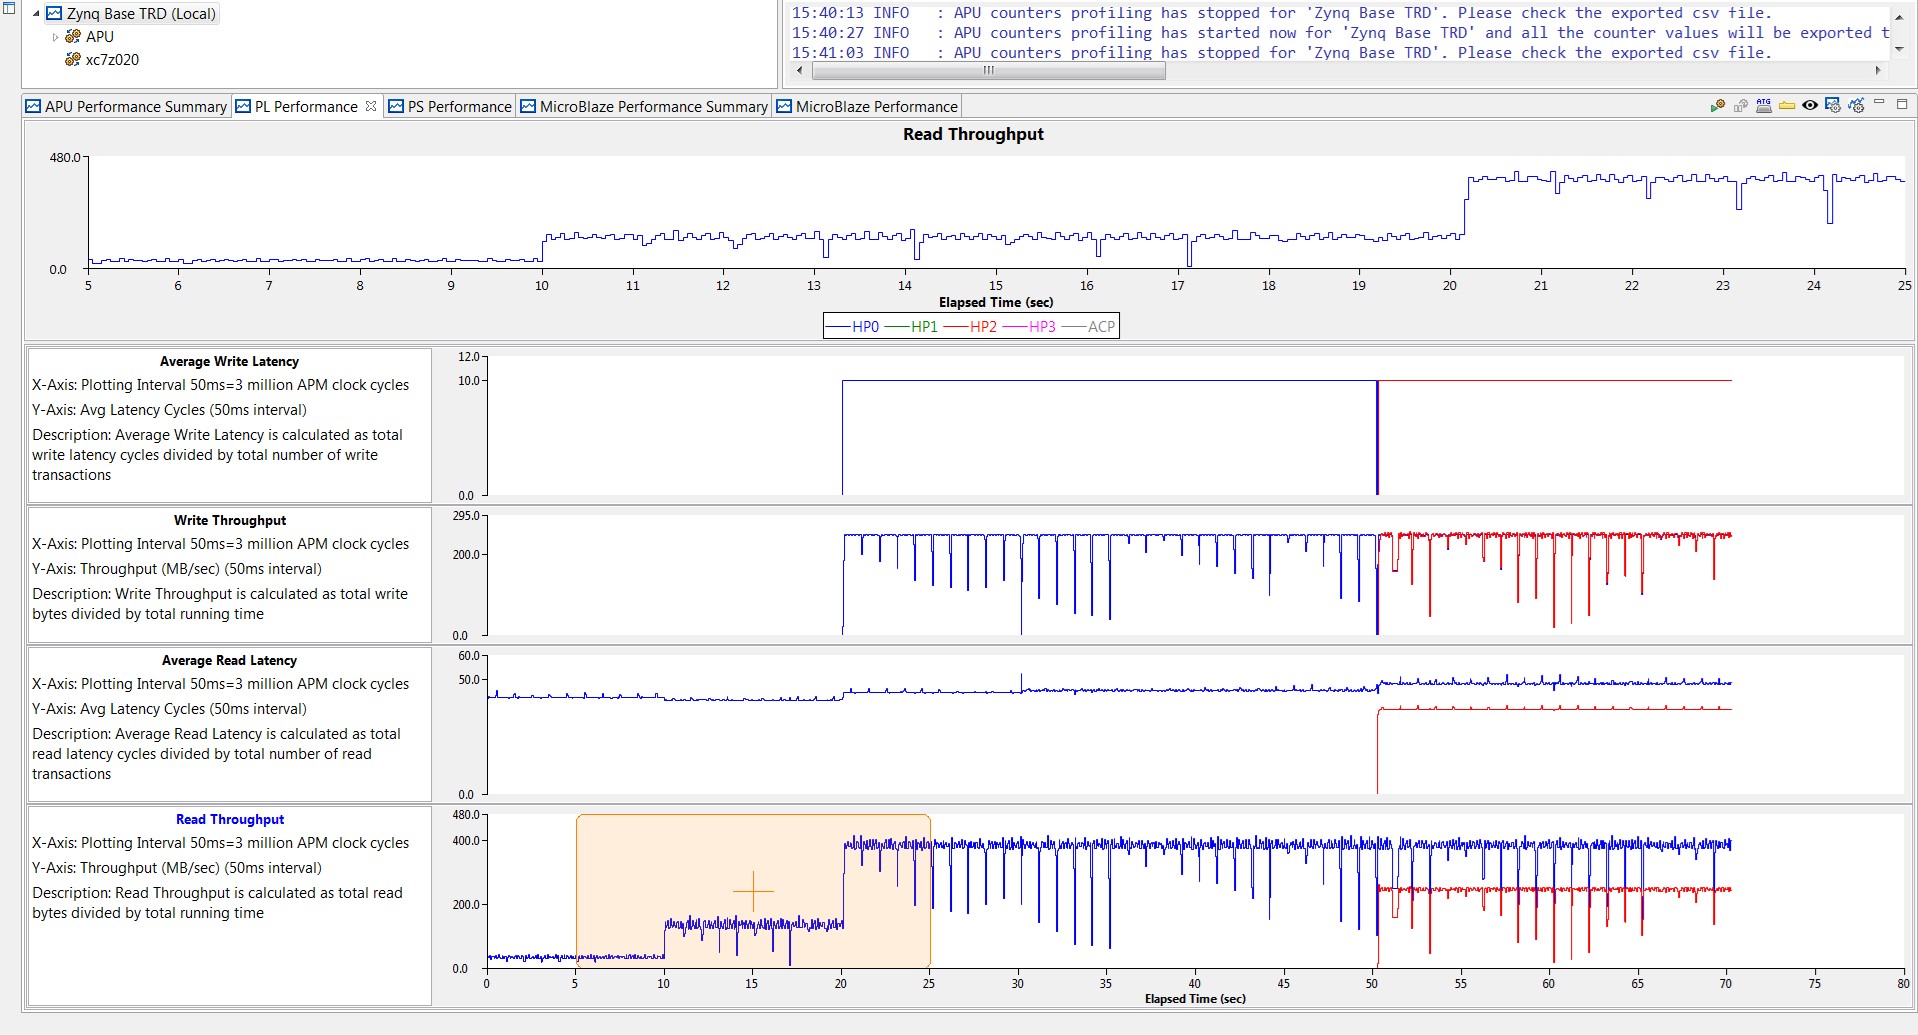 Zynq Base TRD (Local)
APU
xc7z020
15:40:13 INFO : APU counters profiling has stopped for 'Zynq Base TRD'. Please check the exported csv file.
15:40:27 INFO : APU counters profiling has started now for 'Zynq Base TRD' and all the counter values will be exported t
15:41:03 INFO : APU counters profiling has stopped for 'Zynq Base TRD'. Please check the exported csv file.
APU Performance Summary PL Performance PS Performance MicroBlaze Performance Summary MicroBlaze Performance
ATG
Read Throughput
480.0
0.0
5 6 7 8 9 10 11 12 13 14 15 16 17 18 19 20 21 22 23 24 25
Elapsed Time (sec)
HP0 HP1 HP2 HP3 ACP
Average Write Latency
X-Axis: Plotting Interval 50ms=3 million APM clock cycles
Y-Axis: Avg Latency Cycles (50ms interval)
Description: Average Write Latency is calculated as total
write latency cycles divided by total number of write
transactions
12.0
10.0
0.0
Write Throughput
X-Axis: Plotting Interval 50ms=3 million APM clock cycles
Y-Axis: Throughput (MB/sec) (50ms interval)
Description: Write Throughput is calculated as total write
bytes divided by total running time
295.0
200.0
0.0
Average Read Latency
X-Axis: Plotting Interval 50ms=3 million APM clock cycles
Y-Axis: Avg Latency Cycles (50ms interval)
Description: Average Read Latency is calculated as total
read latency cycles divided by total number of read
transactions
60.0
50.0
0.0
Read Throughput
X-Axis: Plotting Interval 50ms=3 million APM clock cycles
Y-Axis: Throughput (MB/sec) (50ms interval)
Description: Read Throughput is calculated as total read
bytes divided by total running time
480.0
400.0
200.0
0.0
0 5 10 15 20 25 30 35 40 45 50 55 60 65 70 75 80
Elapsed Time (sec)